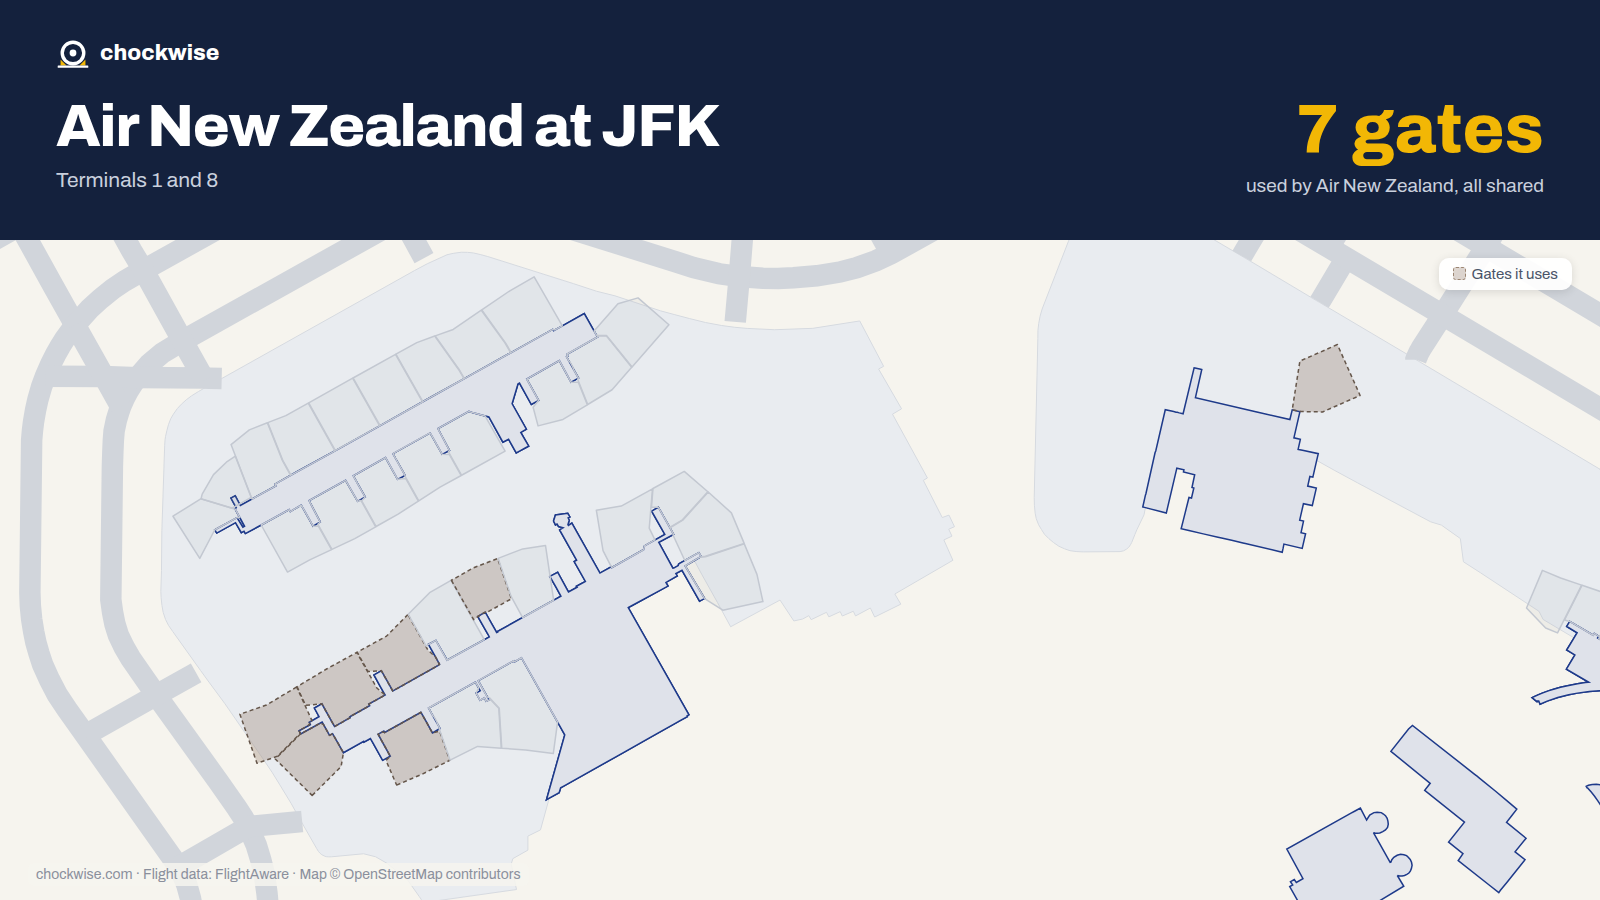 chockwise
Air New Zealand at JFK
Terminals 1 and 8
7 gates
used by Air New Zealand, all shared
Gates it uses
chockwise.com · Flight data: FlightAware · Map © OpenStreetMap contributors